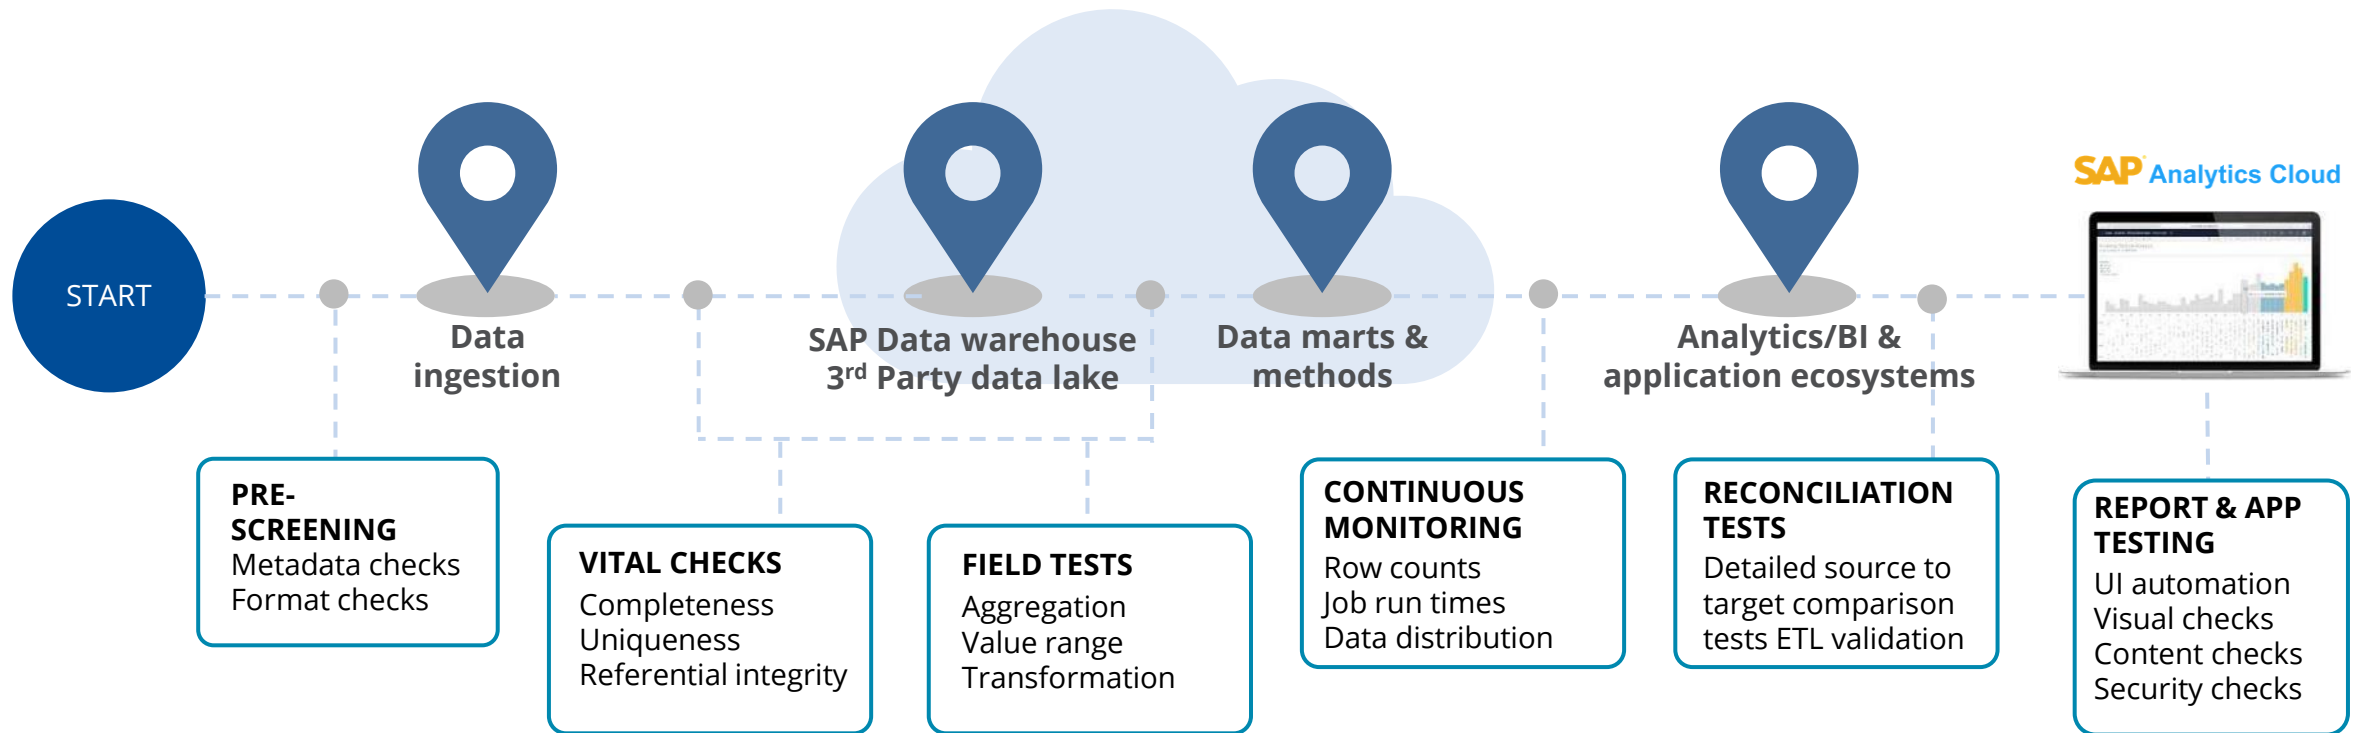 START
Data
ingestion
SAP Data warehouse
3rd Party data lake
Data marts &
methods
Analytics/BI &
application ecosystems
SAP Analytics Cloud
PRE-
SCREENING
Metadata checks
Format checks
VITAL CHECKS
Completeness
Uniqueness
Referential integrity
FIELD TESTS
Aggregation
Value range
Transformation
CONTINUOUS
MONITORING
Row counts
Job run times
Data distribution
RECONCILIATION
TESTS
Detailed source to
target comparison
tests ETL validation
REPORT & APP
TESTING
UI automation
Visual checks
Content checks
Security checks